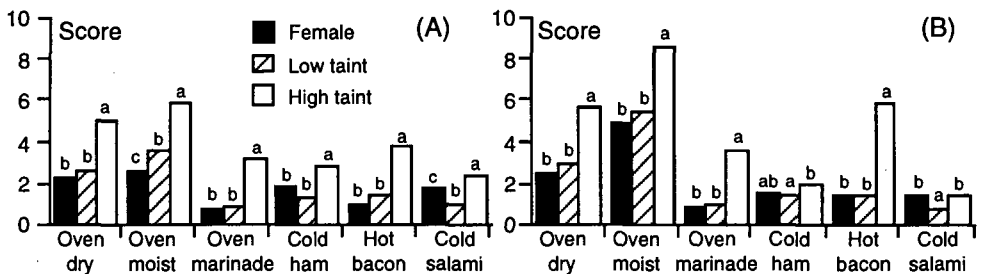 10 Score (A)
Female
Low taint
High taint
8
6
4
2
0
b b a
c b a
b b a
b b a
b b a
c b a
Oven dry
Oven moist
Oven marinade
Cold ham
Hot bacon
Cold salami
10 Score (B)
8
6
4
2
0
b b a
b b a
b b a
ab a b
b b a
b a b
Oven dry
Oven moist
Oven marinade
Cold ham
Hot bacon
Cold salami